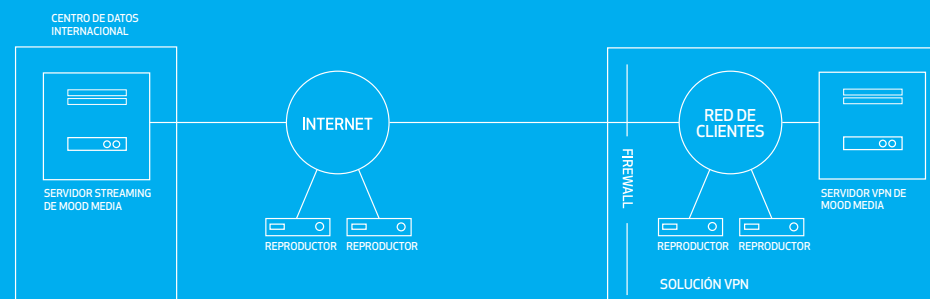 CENTRO DE DATOS
INTERNACIONAL
SERVIDOR STREAMING
DE MOOD MEDIA
INTERNET
REPRODUCTOR
REPRODUCTOR
FIREWALL
RED DE
CLIENTES
REPRODUCTOR
REPRODUCTOR
SERVIDOR VPN DE
MOOD MEDIA
SOLUCIÓN VPN